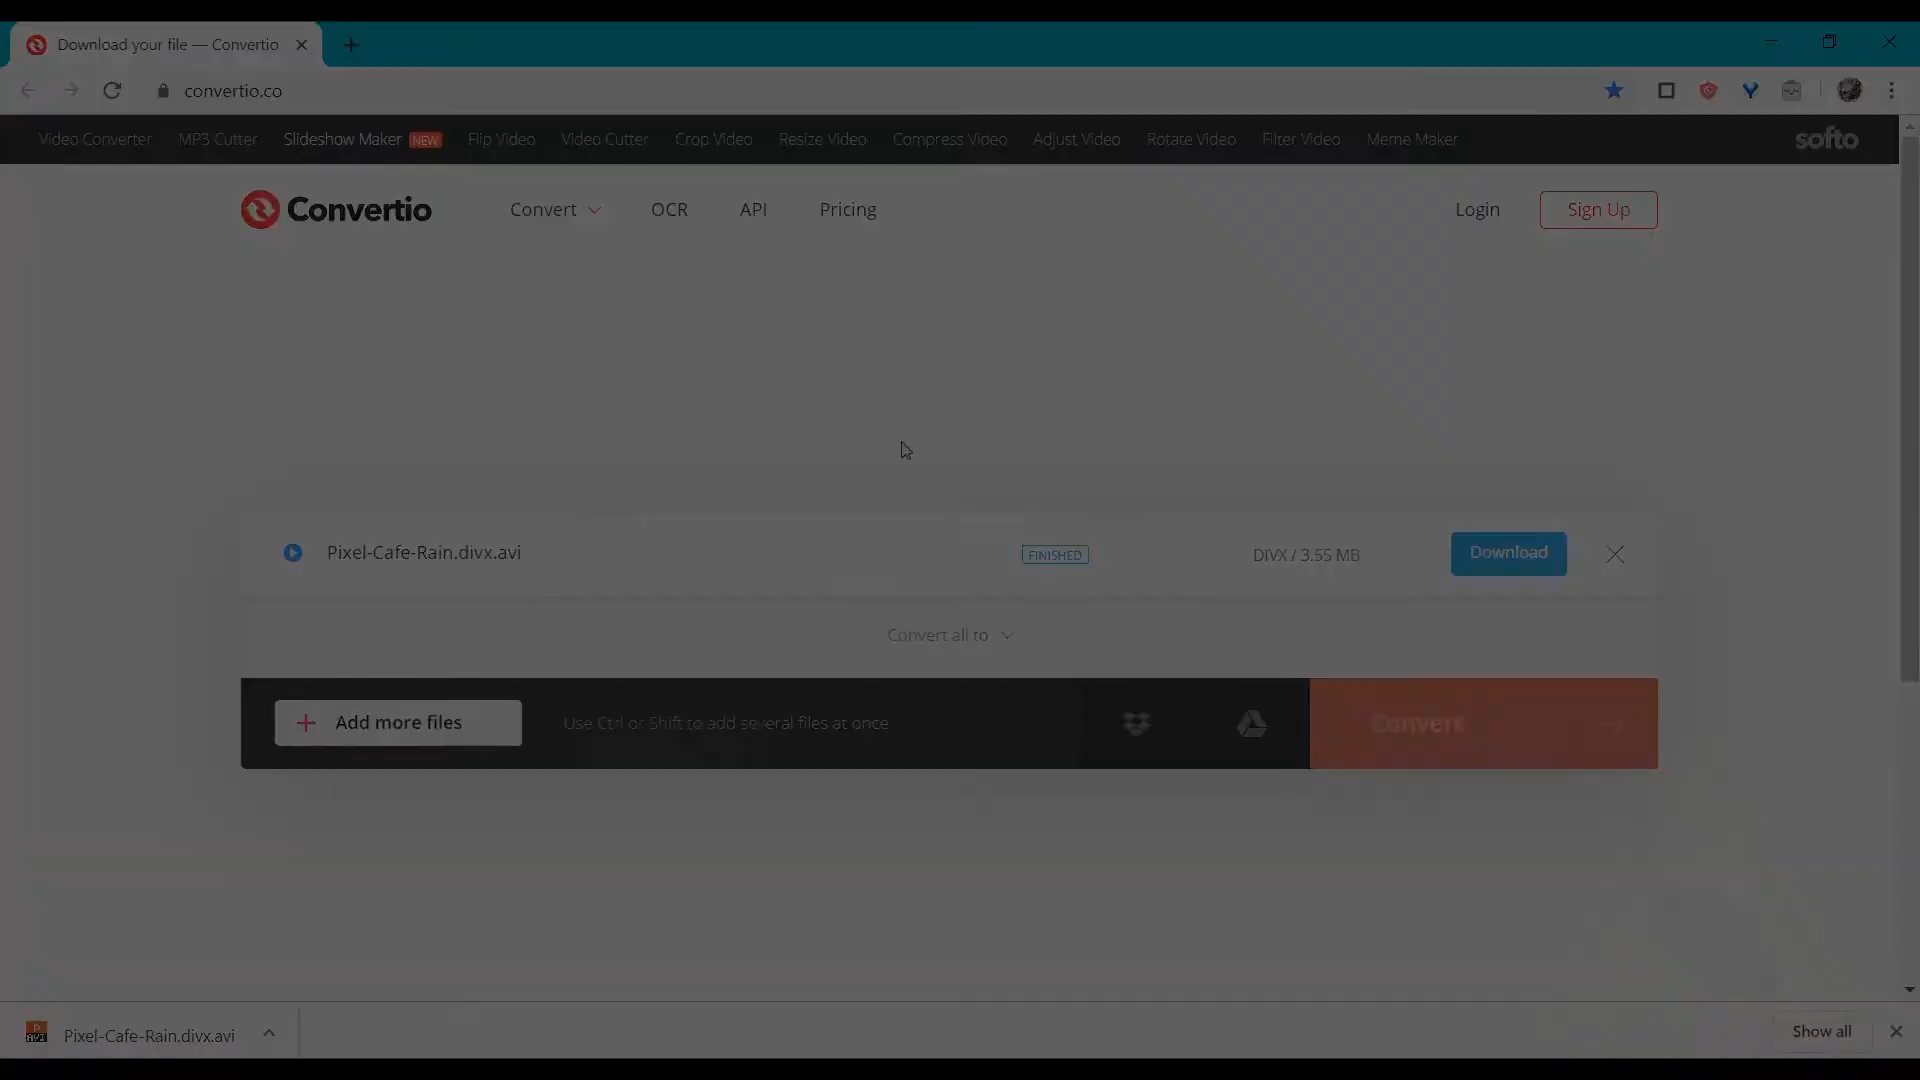 Download your file — Convertio
convertio.co
Video Converter MP3 Cutter Slideshow Maker NEW Flip Video Video Cutter Crop Video Resize Video Compress Video Adjust Video Rotate Video Filter Video Meme Maker softo
Convertio Convert OCR API Pricing Login Sign Up
Pixel-Cafe-Rain.divx.avi FINISHED DIVX / 3.55 MB Download
Convert all to
Add more files Use Ctrl or Shift to add several files at once Convert
Pixel-Cafe-Rain.divx.avi Show all